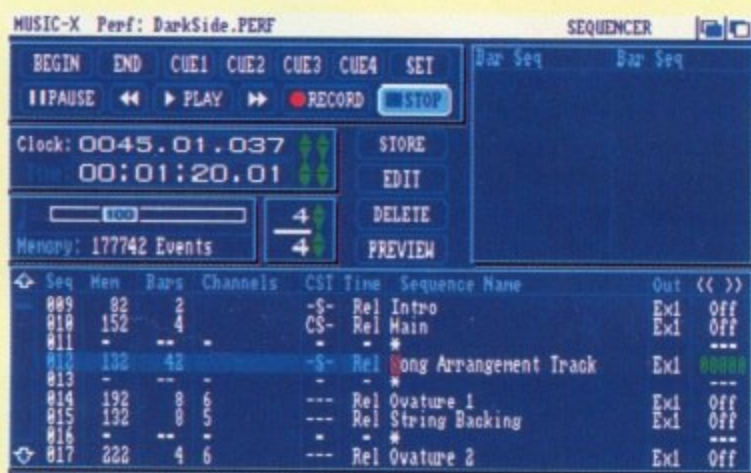 MUSIC-X Perf: DarkSide.PERF SEQUENCER
BEGIN END CUE1 CUE2 CUE3 CUE4 SET
PAUSE PLAY RECORD STOP
Bar Seq Bar Seq
Clock: 0045.01.037
Time: 00:01:20.01
STORE
EDIT
DELETE
PREVIEW
100
4
4
Memory: 177742 Events
Seq Mem Bars Channels CST Time Sequence Name Out << >>
009 82 2 -S- Rel Intro Ex1 Off
010 152 4 CS- Rel Main Ex1 Off
011 - -- - - - * ---
012 132 42 -S- Rel Song Arrangement Track Ex1 00000
013 - -- - - - * ---
014 192 8 6 --- Rel Ovature 1 Ex1 Off
015 132 8 5 --- Rel String Backing Ex1 Off
016 - -- - - - * ---
017 222 4 6 --- Rel Ovature 2 Ex1 Off